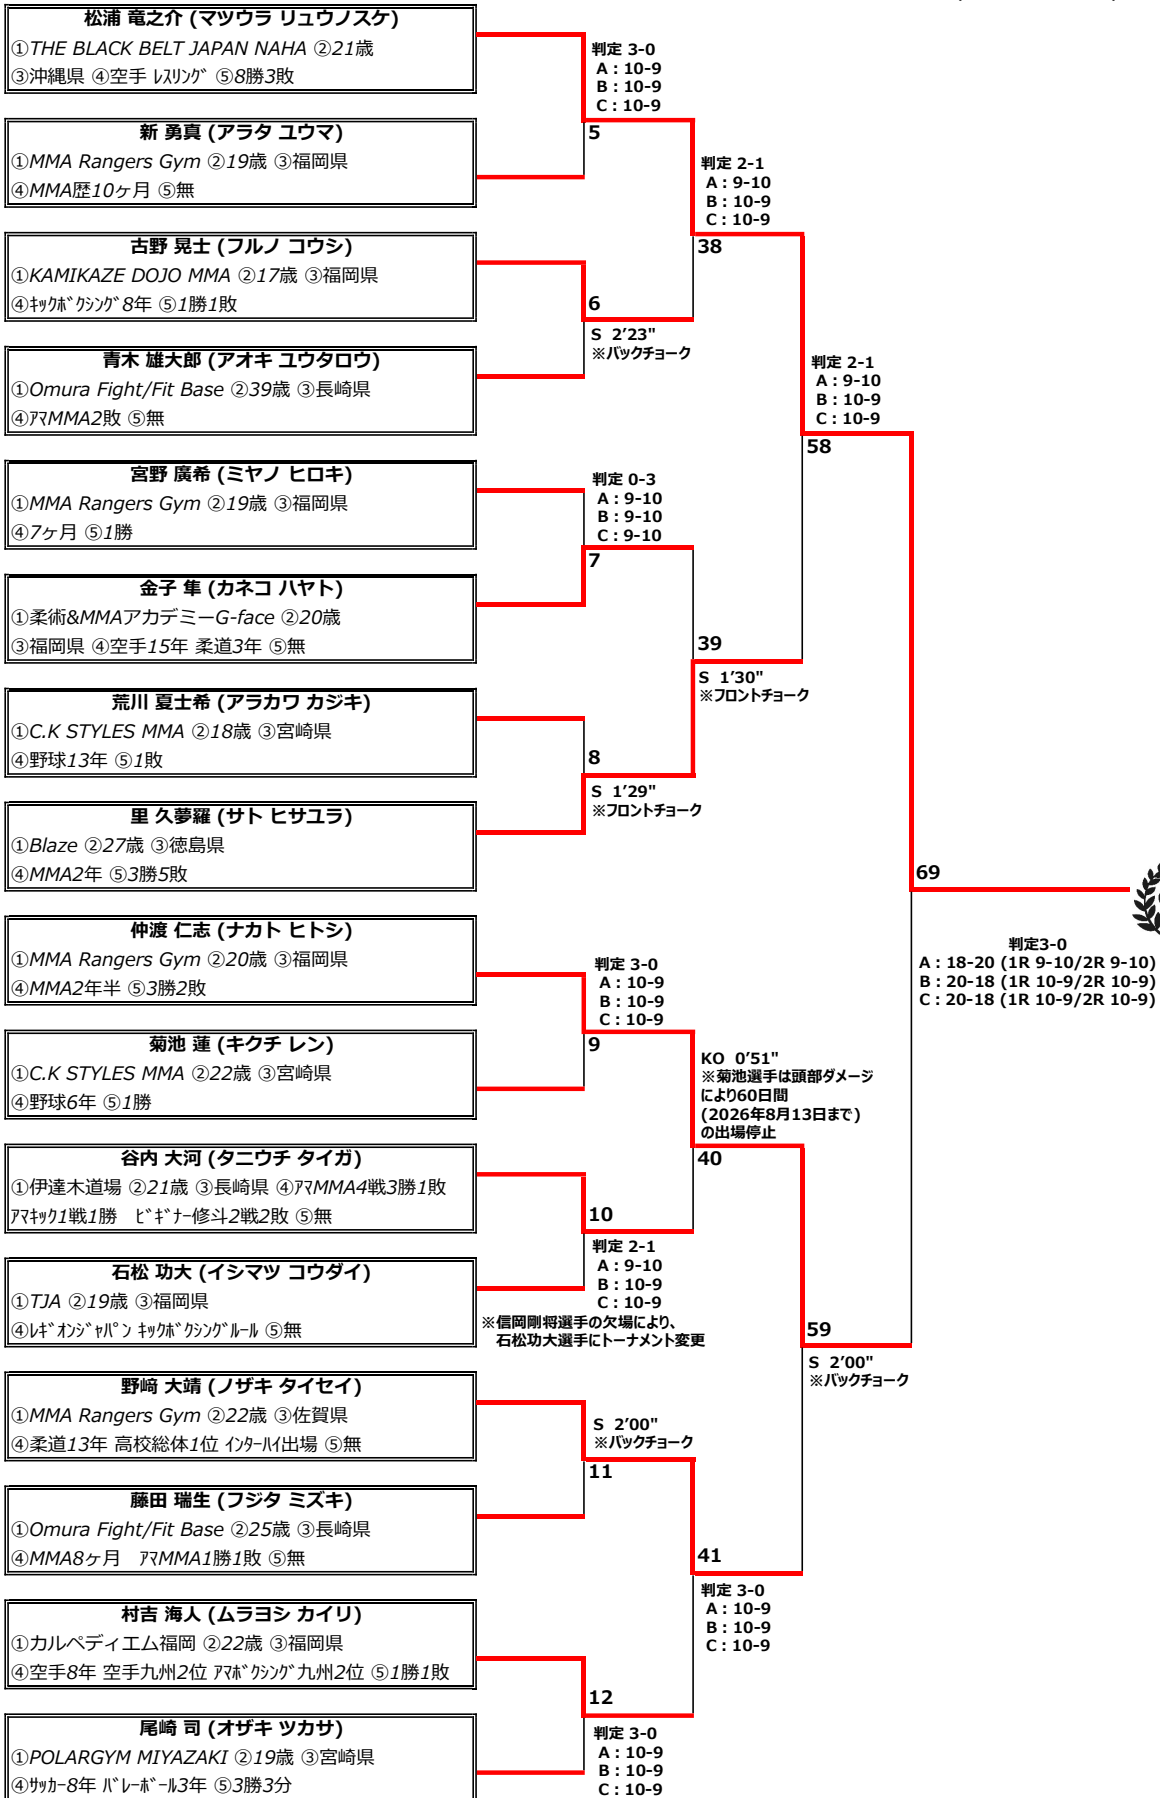 松浦 竜之介 (マツウラ リュウノスケ)
①THE BLACK BELT JAPAN NAHA ②21歳
③沖縄県 ④空手 ﾚｽﾘﾝｸﾞ ⑤8勝3敗
判定 3-0
A：10-9
B：10-9
C：10-9
5
新 勇真 (アラタ ユウマ)
①MMA Rangers Gym ②19歳 ③福岡県
④MMA歴10ヶ月 ⑤無
判定 2-1
A：9-10
B：10-9
C：10-9
38
古野 晃士 (フルノ コウシ)
①KAMIKAZE DOJO MMA ②17歳 ③福岡県
④ｷｯｸﾎﾞｸｼﾝｸﾞ8年 ⑤1勝1敗
6
S 2'23"
※バックチョーク
青木 雄大郎 (アオキ ユウタロウ)
①Omura Fight/Fit Base ②39歳 ③長崎県
④ｱﾏMMA2敗 ⑤無
判定 2-1
A：9-10
B：10-9
C：10-9
58
宮野 廣希 (ミヤノ ヒロキ)
①MMA Rangers Gym ②19歳 ③福岡県
④7ヶ月 ⑤1勝
判定 0-3
A：9-10
B：9-10
C：9-10
7
金子 隼 (カネコ ハヤト)
①柔術&MMAアカデミーG-face ②20歳
③福岡県 ④空手15年 柔道3年 ⑤無
39
S 1'30"
※フロントチョーク
荒川 夏士希 (アラカワ カジキ)
①C.K STYLES MMA ②18歳 ③宮崎県
④野球13年 ⑤1敗
8
S 1'29"
※フロントチョーク
里 久夢羅 (サト ヒサユラ)
①Blaze ②27歳 ③徳島県
④MMA2年 ⑤3勝5敗
69
判定3-0
A：18-20 (1R 9-10/2R 9-10)
B：20-18 (1R 10-9/2R 10-9)
C：20-18 (1R 10-9/2R 10-9)
仲渡 仁志 (ナカト ヒトシ)
①MMA Rangers Gym ②20歳 ③福岡県
④MMA2年半 ⑤3勝2敗
判定 3-0
A：10-9
B：10-9
C：10-9
9
菊池 蓮 (キクチ レン)
①C.K STYLES MMA ②22歳 ③宮崎県
④野球6年 ⑤1勝
KO 0'51"
※菊池選手は頭部ダメージ
により60日間
(2026年8月13日まで)
の出場停止
40
谷内 大河 (タニウチ タイガ)
①伊達木道場 ②21歳 ③長崎県 ④ｱﾏMMA4戦3勝1敗
ｱﾏｷｯｸ1戦1勝　ﾋﾞｷﾞﾅｰ修斗2戦2敗 ⑤無
10
判定 2-1
A：9-10
B：10-9
C：10-9
石松 功大 (イシマツ コウダイ)
①TJA ②19歳 ③福岡県
④ﾚｷﾞｵﾝｼﾞｬﾊﾟﾝ ｷｯｸﾎﾞｸｼﾝｸﾞﾙｰﾙ ⑤無
※信岡剛将選手の欠場により、
石松功大選手にトーナメント変更
59
S 2'00"
※バックチョーク
野﨑 大靖 (ノザキ タイセイ)
①MMA Rangers Gym ②22歳 ③佐賀県
④柔道13年 高校総体1位 ｲﾝﾀｰﾊｲ出場 ⑤無
S 2'00"
※バックチョーク
11
藤田 瑞生 (フジタ ミズキ)
①Omura Fight/Fit Base ②25歳 ③長崎県
④MMA8ヶ月　ｱﾏMMA1勝1敗 ⑤無
41
判定 3-0
A：10-9
B：10-9
C：10-9
村吉 海人 (ムラヨシ カイリ)
①カルペディエム福岡 ②22歳 ③福岡県
④空手8年 空手九州2位 ｱﾏﾎﾞｸｼﾝｸﾞ九州2位 ⑤1勝1敗
12
判定 3-0
A：10-9
B：10-9
C：10-9
尾崎 司 (オザキ ツカサ)
①POLARGYM MIYAZAKI ②19歳 ③宮崎県
④ｻｯｶｰ8年 ﾊﾞﾚｰﾎﾞｰﾙ3年 ⑤3勝3分